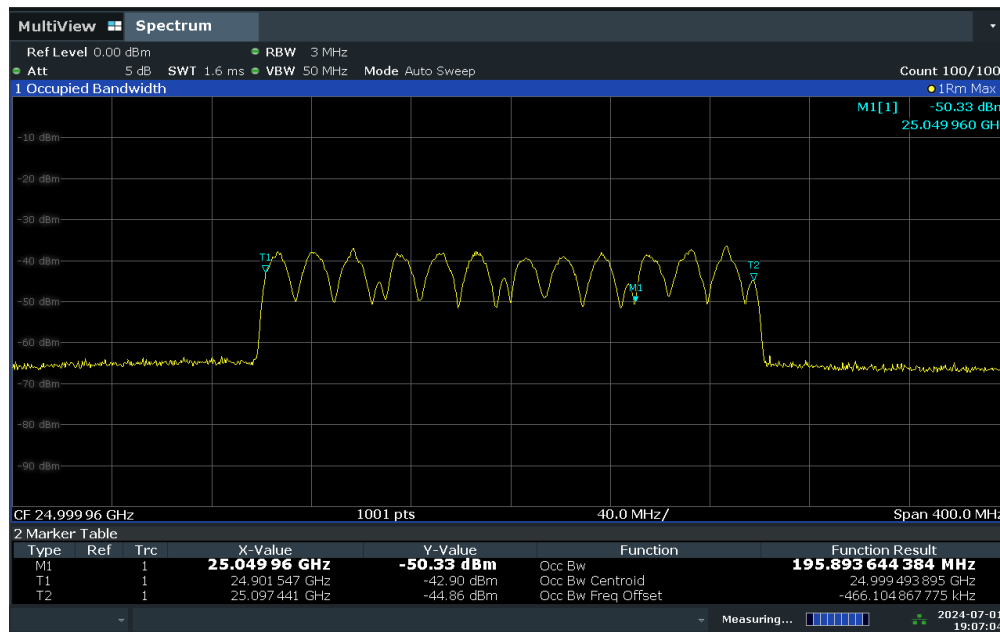 MultiView Spectrum
Ref Level 0.00 dBm RBW 3 MHz
Att 5 dB SWT 1.6 ms VBW 50 MHz Mode Auto Sweep Count 100/100
1 Occupied Bandwidth 1Rm Max
M1[1] -50.33 dBm
25.049 960 GH
-10 dBm
-20 dBm
-30 dBm
T1
-40 dBm
T2
M1
-50 dBm
-60 dBm
-70 dBm
-80 dBm
-90 dBm
CF 24.999 96 GHz 1001 pts 40.0 MHz/ Span 400.0 MHz
2 Marker Table
Type Ref Trc X-Value Y-Value Function Function Result
M1 1 25.049 96 GHz -50.33 dBm Occ Bw 195.893 644 384 MHz
T1 1 24.901 547 GHz -42.90 dBm Occ Bw Centroid 24.999 493 895 GHz
T2 1 25.097 441 GHz -44.86 dBm Occ Bw Freq Offset -466.104 867 775 kHz
Measuring... 2024-07-01
19:07:04